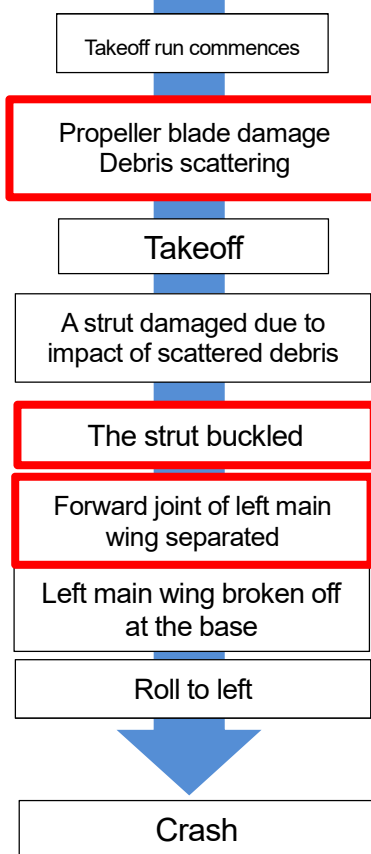 Takeoff run commences
Propeller blade damage
Debris scattering
Takeoff
A strut damaged due to
impact of scattered debris
The strut buckled
Forward joint of left main
wing separated
Left main wing broken off
at the base
Roll to left
Crash